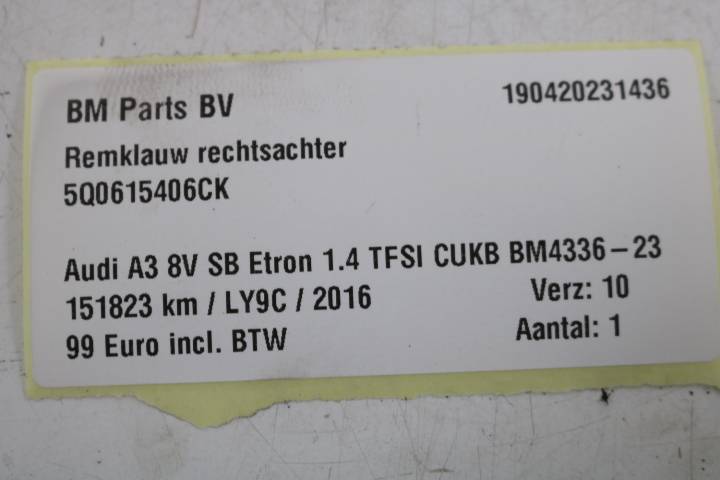 BM Parts BV 190420231436
Remklauw rechtsachter
5Q0615406CK
Audi A3 8V SB Etron 1.4 TFSI CUKB BM4336-23
151823 km / LY9C / 2016 Verz: 10
99 Euro incl. BTW Aantal: 1